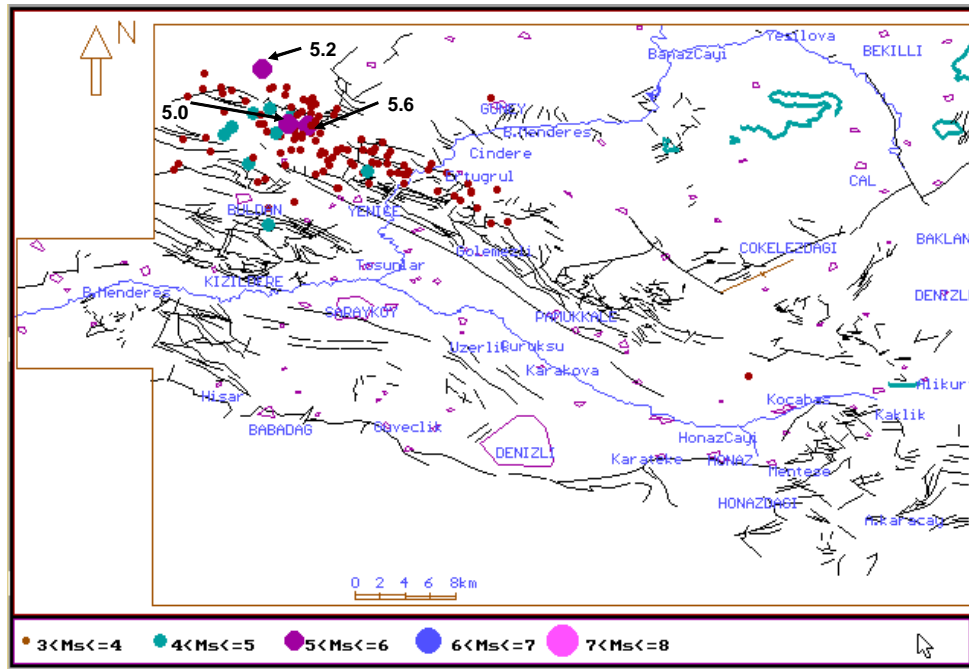 N
5.2
Yesilova
BanazCayi
BEKILLI
5.0
5.6
GUNEY
B.Menderes
Cindere
Ertugrul
CAL
BULDAN
YENICE
Golemezli
COKELEZDAGI
BAKLAN
Tosunlar
KIZILDERE
B.Menderes
DENIZLI
SARAYKOY
PAMUKKALE
Uzerlik
Curuksu
Karakova
Alikur
Hisar
Kocabas
Kaklik
BABADAG
Guveclik
DENIZLI
HonazCayi
Karateke
HONAZ
Mentese
HONAZDAGI
A.karacay
0 2 4 6 8km
3<Ms<=4 4<Ms<=5 5<Ms<=6 6<Ms<=7 7<Ms<=8